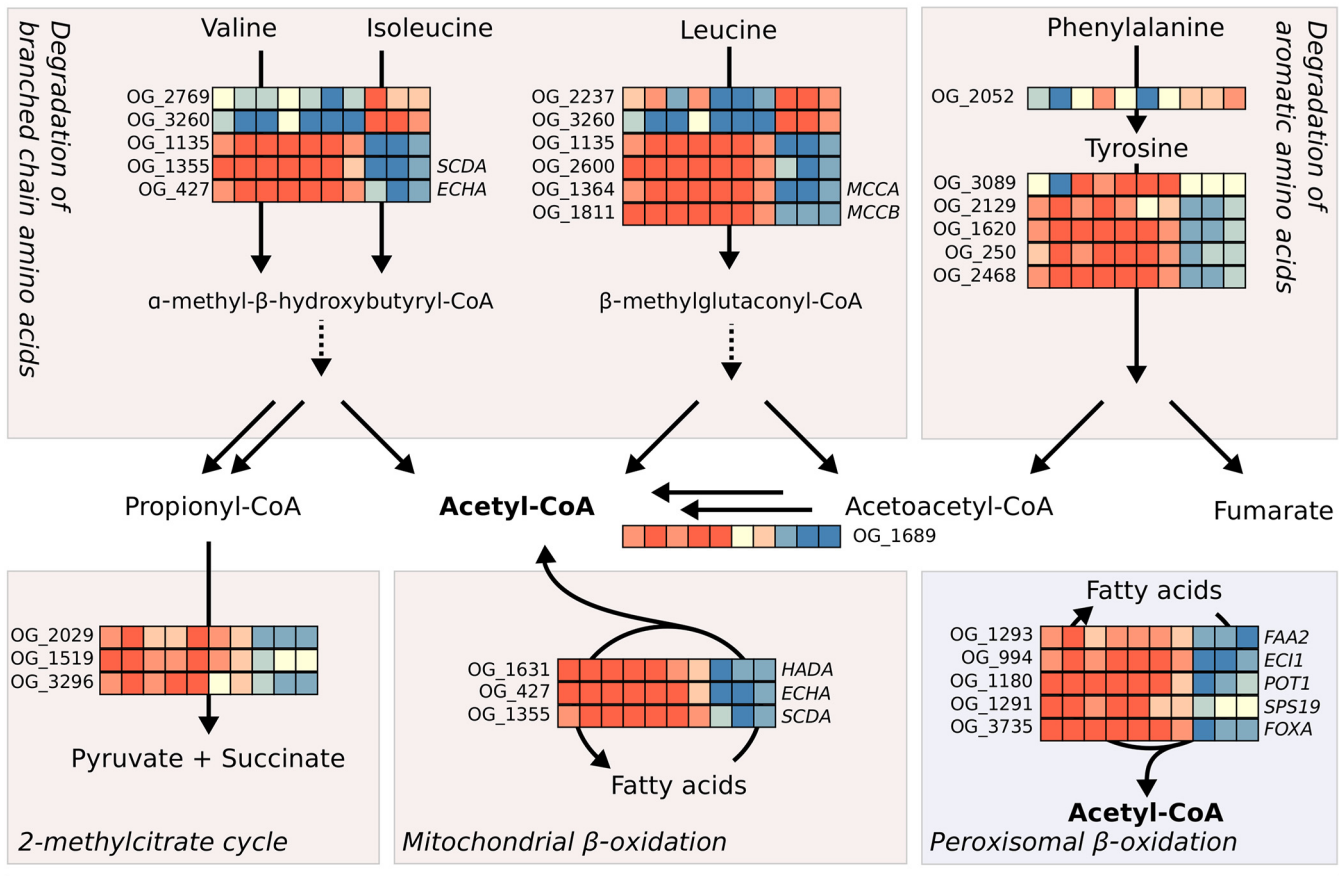 Degradation of
branched chain amino acids
Valine
Isoleucine
OG_2769
OG_3260
OG_1135
OG_1355
SCDA
OG_427
ECHA
α-methyl-β-hydroxybutyryl-CoA
Leucine
OG_2237
OG_3260
OG_1135
OG_2600
OG_1364
MCCA
OG_1811
MCCB
β-methylglutaconyl-CoA
Phenylalanine
OG_2052
Tyrosine
OG_3089
OG_2129
OG_1620
OG_250
OG_2468
Degradation of
aromatic amino acids
Propionyl-CoA
Acetyl-CoA
Acetoacetyl-CoA
OG_1689
Fumarate
OG_2029
OG_1519
OG_3296
Pyruvate + Succinate
2-methylcitrate cycle
OG_1631
HADA
OG_427
ECHA
OG_1355
SCDA
Fatty acids
Mitochondrial β-oxidation
Fatty acids
OG_1293
FAA2
OG_994
ECI1
OG_1180
POT1
OG_1291
SPS19
OG_3735
FOXA
Acetyl-CoA
Peroxisomal β-oxidation